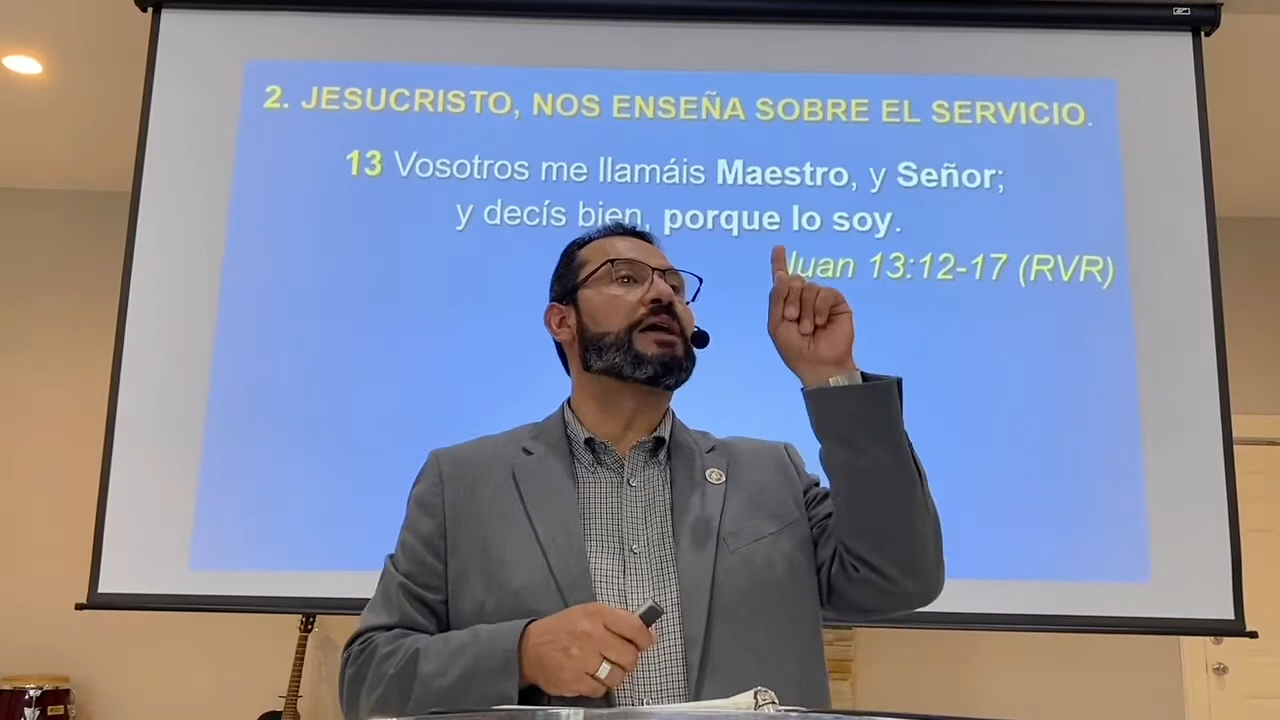 2. JESUCRISTO, NOS ENSEÑA SOBRE EL SERVICIO.
13 Vosotros me llamáis Maestro, y Señor;
y decís bien, porque lo soy.
Juan 13:12-17 (RVR)